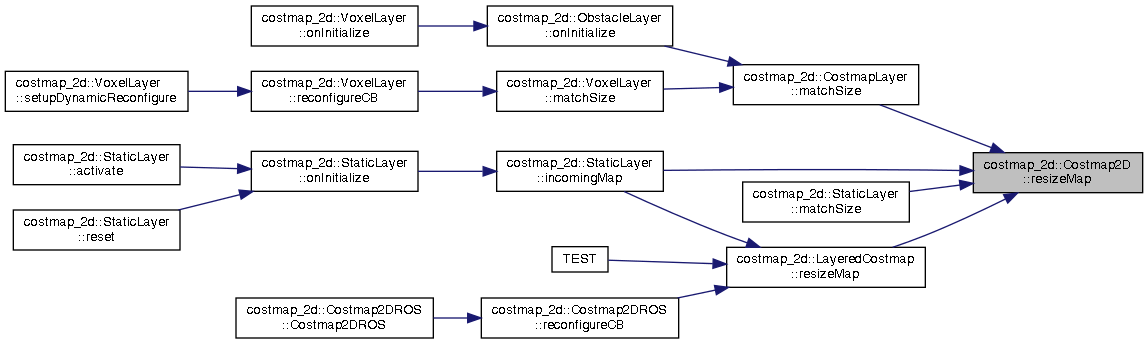 costmap_2d::VoxelLayer
::onInitialize
costmap_2d::ObstacleLayer
::onInitialize
costmap_2d::VoxelLayer
::setupDynamicReconfigure
costmap_2d::VoxelLayer
::reconfigureCB
costmap_2d::VoxelLayer
::matchSize
costmap_2d::CostmapLayer
::matchSize
costmap_2d::StaticLayer
::activate
costmap_2d::StaticLayer
::onInitialize
costmap_2d::StaticLayer
::incomingMap
costmap_2d::Costmap2D
::resizeMap
costmap_2d::StaticLayer
::matchSize
costmap_2d::StaticLayer
::reset
TEST
costmap_2d::LayeredCostmap
::resizeMap
costmap_2d::Costmap2DROS
::Costmap2DROS
costmap_2d::Costmap2DROS
::reconfigureCB